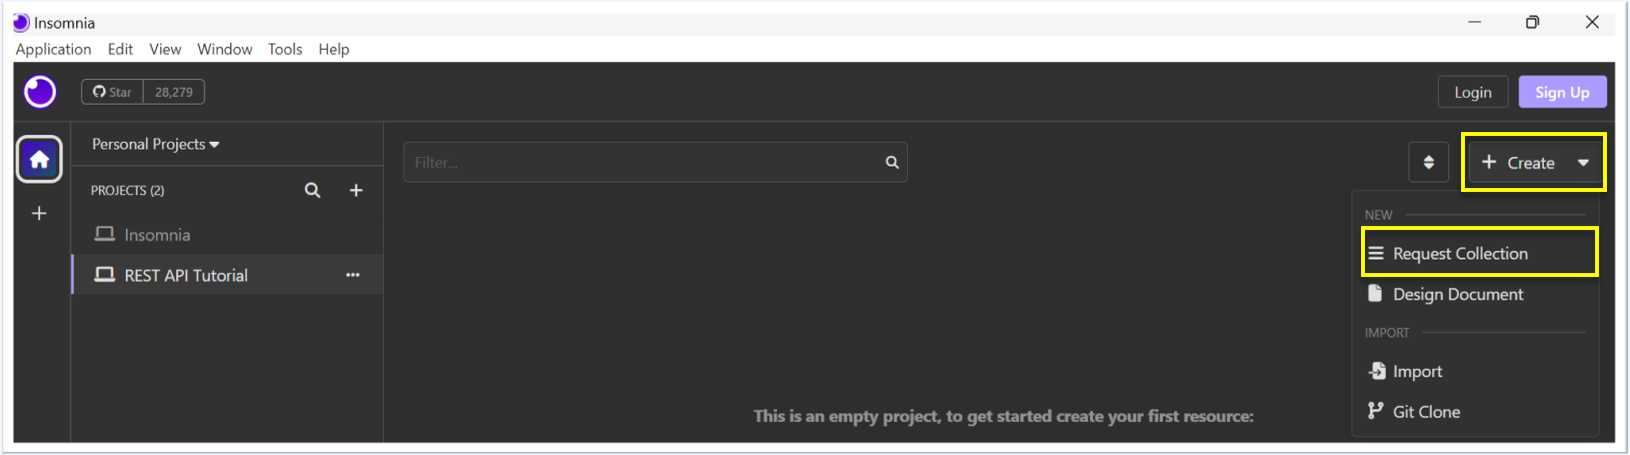 Insomnia
Application Edit View Window Tools Help
Star 28,279 Login Sign Up
Personal Projects
Filter...
Create
PROJECTS (2)
NEW
Insomnia
Request Collection
REST API Tutorial ...
Design Document
IMPORT
Import
Git Clone
This is an empty project, to get started create your first resource: